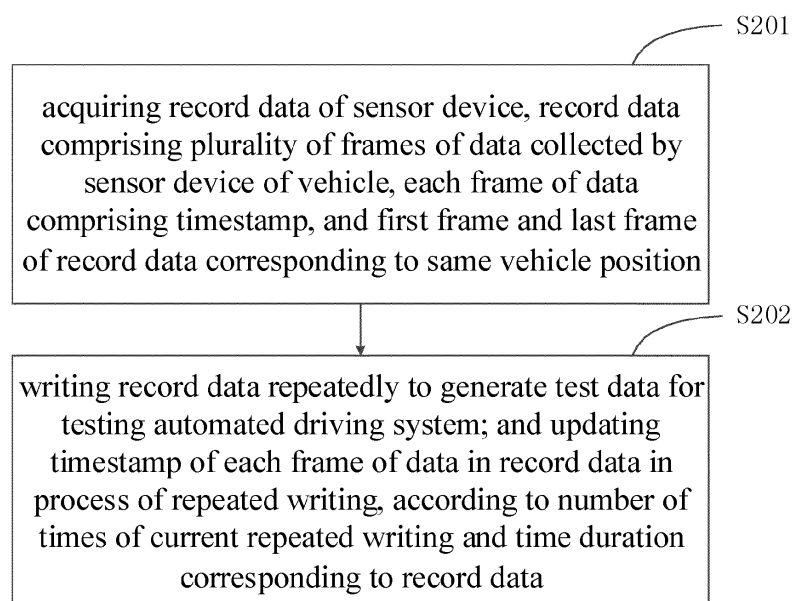 S201
acquiring record data of sensor device, record data
comprising plurality of frames of data collected by
sensor device of vehicle, each frame of data
comprising timestamp, and first frame and last frame
of record data corresponding to same vehicle position
S202
writing record data repeatedly to generate test data for
testing automated driving system; and updating
timestamp of each frame of data in record data in
process of repeated writing, according to number of
times of current repeated writing and time duration
corresponding to record data